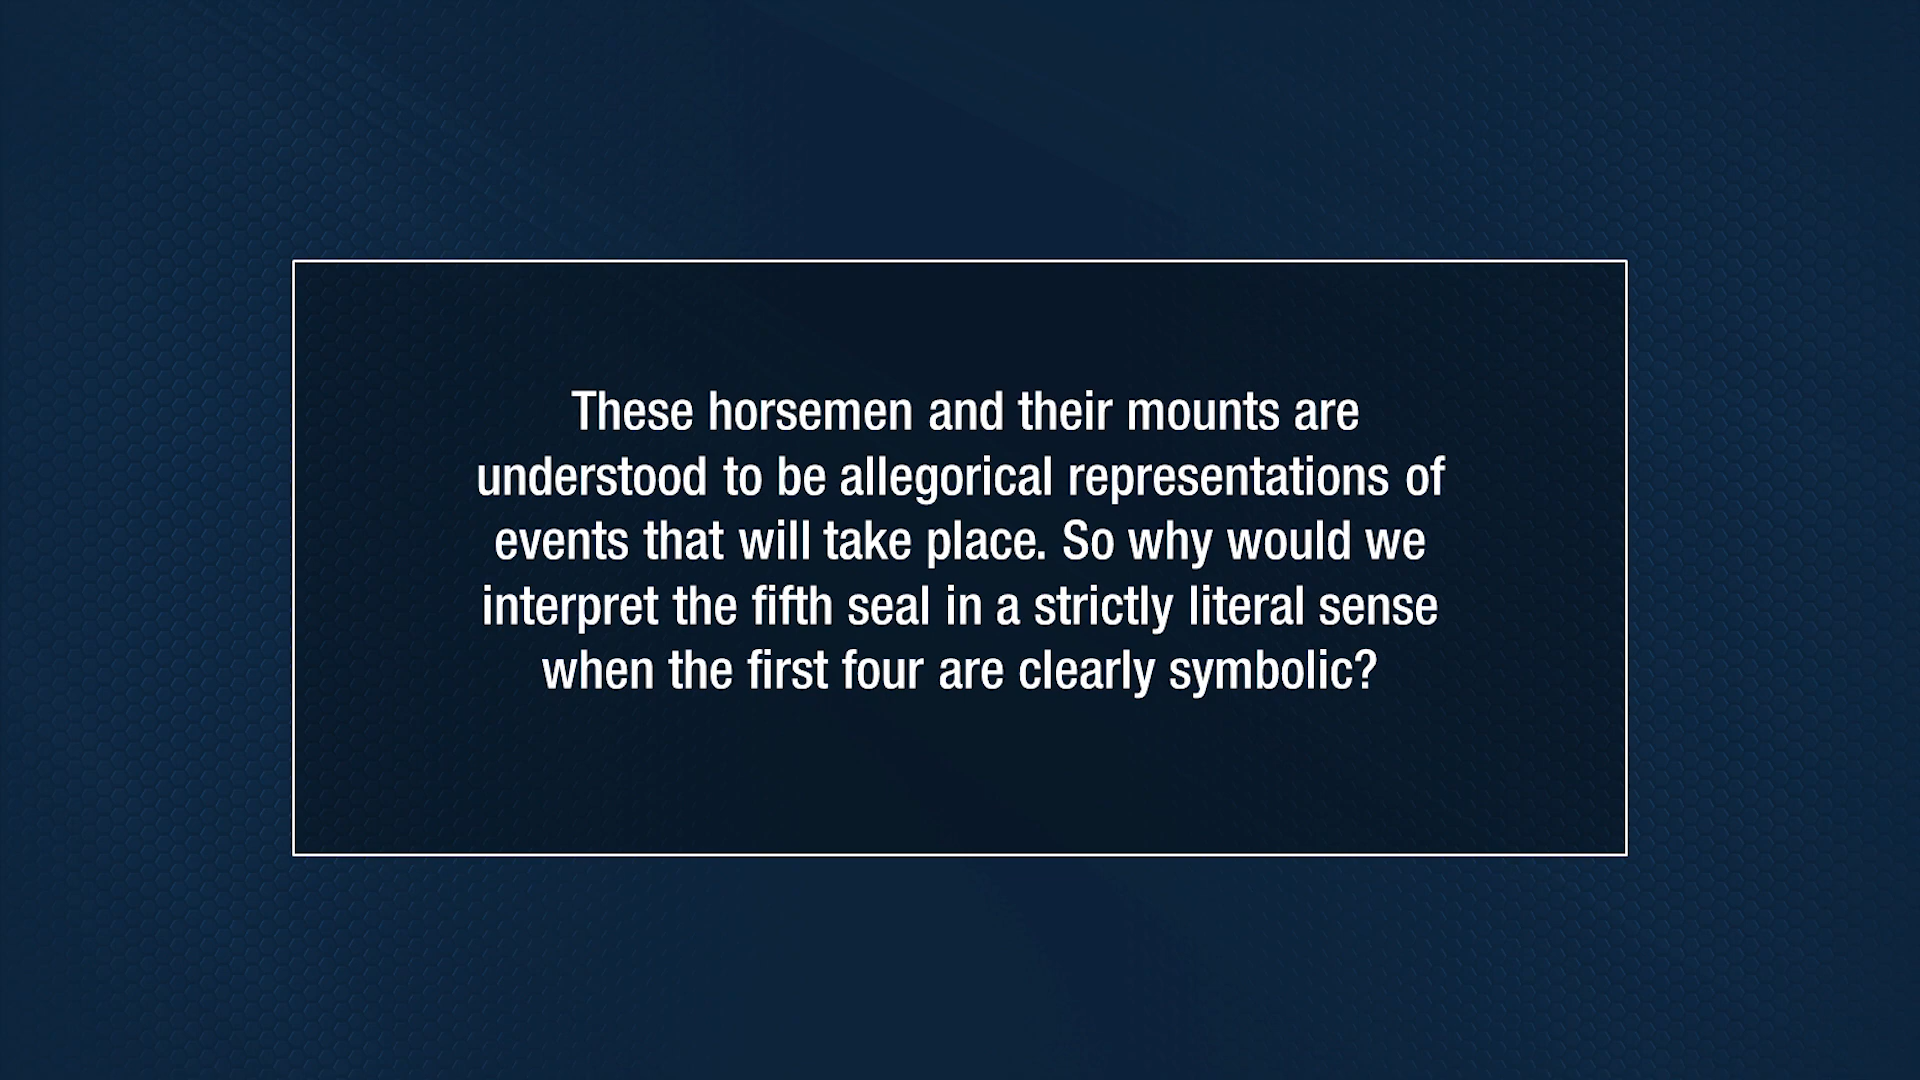 These horsemen and their mounts are
understood to be allegorical representations of
events that will take place. So why would we
interpret the fifth seal in a strictly literal sense
when the first four are clearly symbolic?